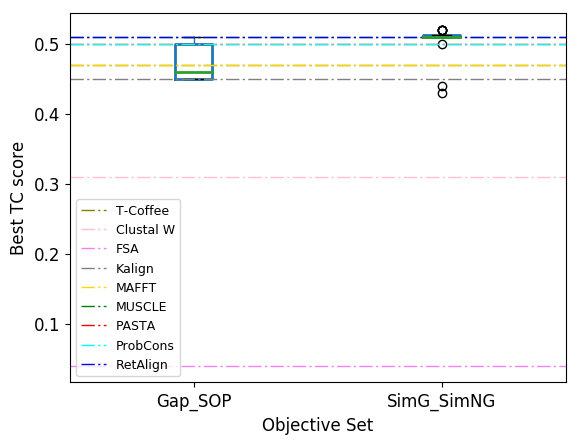 Best TC score
0.5
0.4
0.3
0.2
0.1
T-Coffee
Clustal W
FSA
Kalign
MAFFT
MUSCLE
PASTA
ProbCons
RetAlign
Gap_SOP
SimG_SimNG
Objective Set